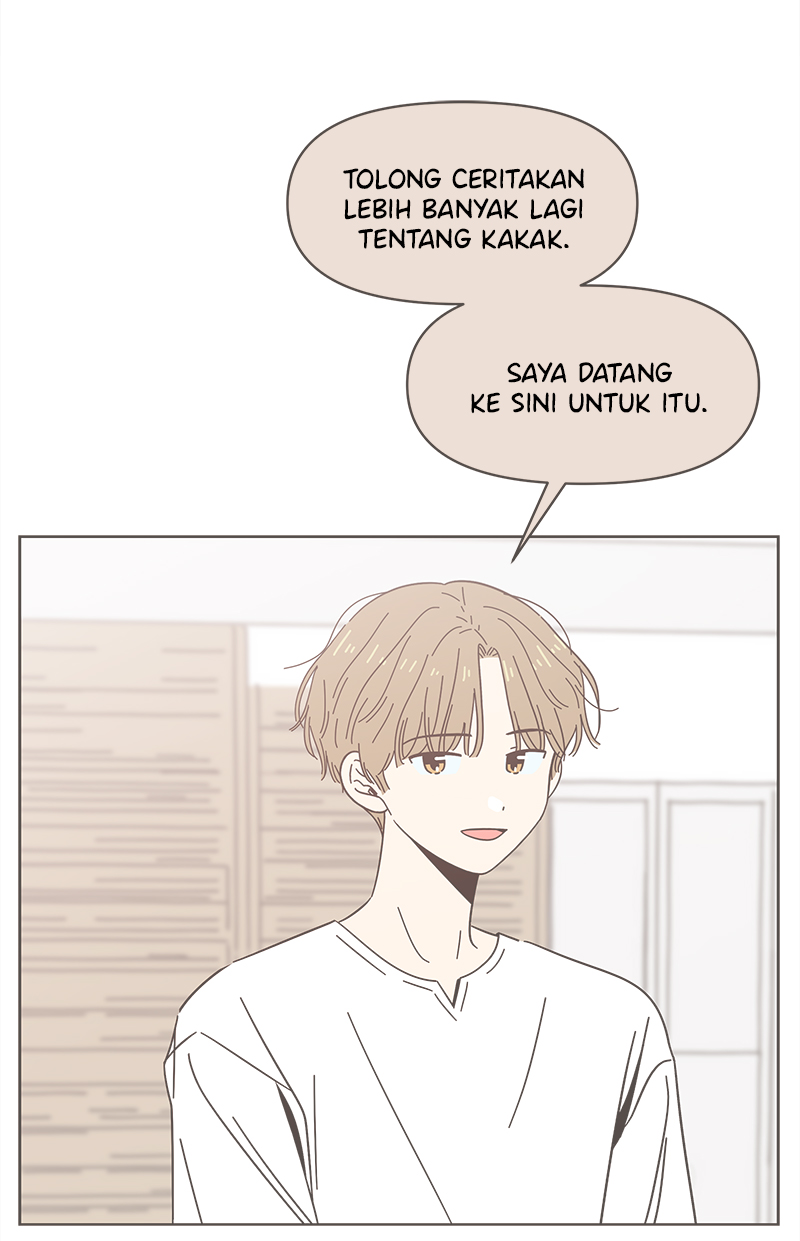 TOLONG CERITAKAN
LEBIH BANYAK LAGI
TENTANG KAKAK.
SAYA DATANG
KE SINI UNTUK ITU.